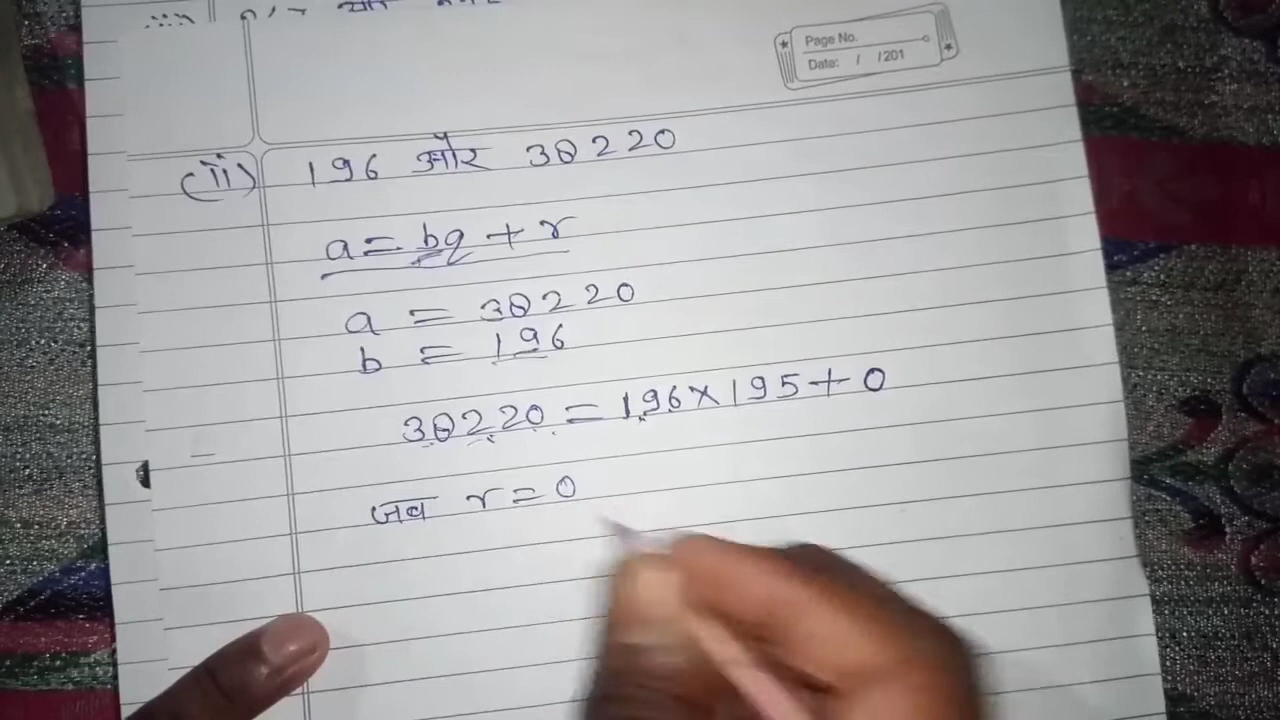 Page No.
Date: / /201
(ii) 196 और 38220
a = bq + r
a = 38220
b = 196
38220 = 196 × 195 + 0
जब r = 0